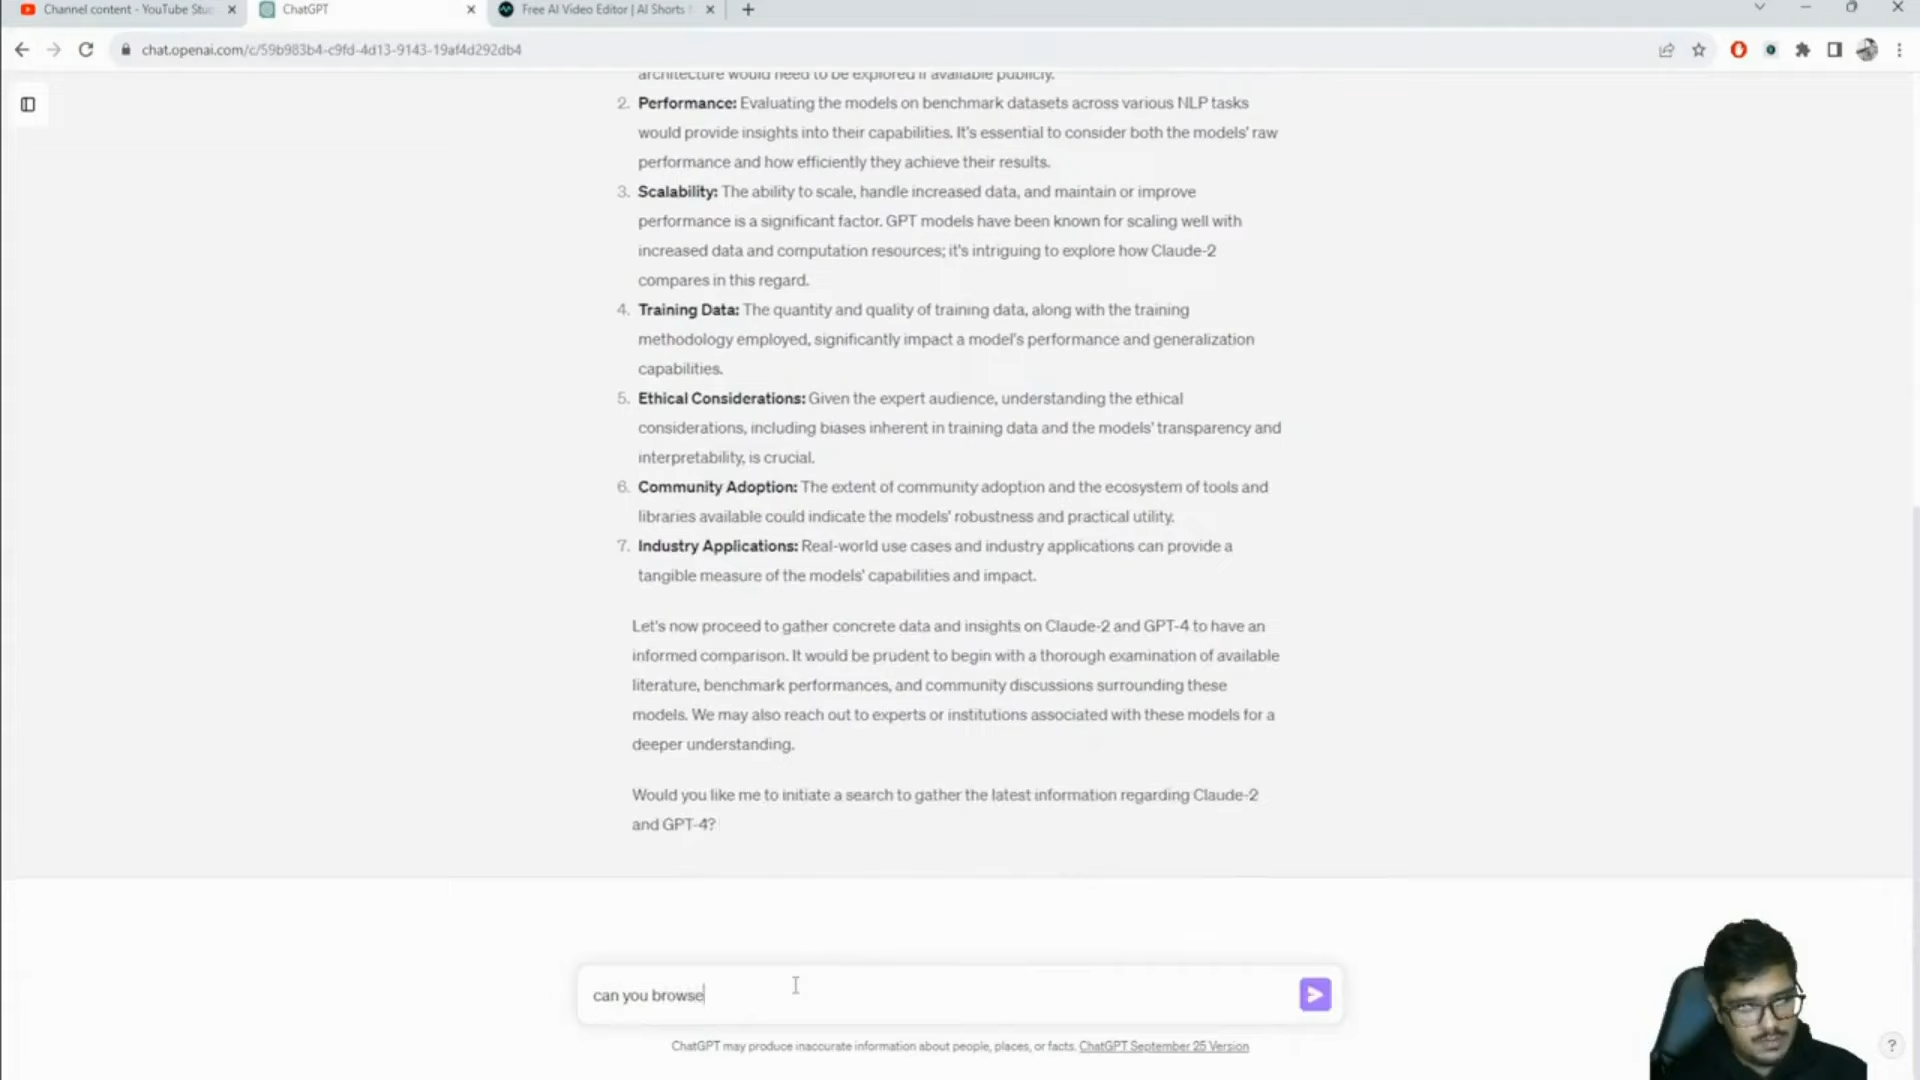 Channel content - YouTube Stu
ChatGPT
Free AI Video Editor | AI Shorts
chat.openai.com/c/59b983b4-c9fd-4d13-9143-19af4d292db4
architecture would need to be explored if available publicly.
2. Performance: Evaluating the models on benchmark datasets across various NLP tasks
would provide insights into their capabilities. It's essential to consider both the models' raw
performance and how efficiently they achieve their results.
3. Scalability: The ability to scale, handle increased data, and maintain or improve
performance is a significant factor. GPT models have been known for scaling well with
increased data and computation resources; it's intriguing to explore how Claude-2
compares in this regard.
4. Training Data: The quantity and quality of training data, along with the training
methodology employed, significantly impact a model's performance and generalization
capabilities.
5. Ethical Considerations: Given the expert audience, understanding the ethical
considerations, including biases inherent in training data and the models' transparency and
interpretability, is crucial.
6. Community Adoption: The extent of community adoption and the ecosystem of tools and
libraries available could indicate the models' robustness and practical utility.
7. Industry Applications: Real-world use cases and industry applications can provide a
tangible measure of the models' capabilities and impact.
Let's now proceed to gather concrete data and insights on Claude-2 and GPT-4 to have an
informed comparison. It would be prudent to begin with a thorough examination of available
literature, benchmark performances, and community discussions surrounding these
models. We may also reach out to experts or institutions associated with these models for a
deeper understanding.
Would you like me to initiate a search to gather the latest information regarding Claude-2
and GPT-4?
can you browse
ChatGPT may produce inaccurate information about people, places, or facts. ChatGPT September 25 Version
?